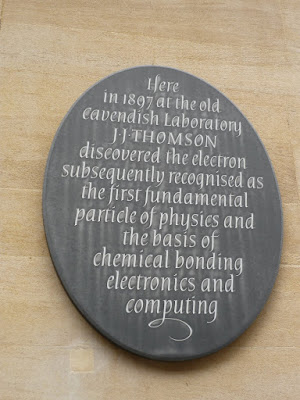 Here
in 1897 at the old
Cavendish Laboratory
J·J·THOMSON
discovered the electron
subsequently recognised as
the first fundamental
particle of physics and
the basis of
chemical bonding
electronics and
computing